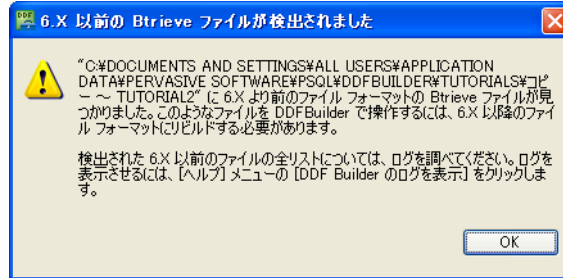 DDF
6.X 以前の Btrieve ファイルが検出されました
"C:¥DOCUMENTS AND SETTINGS¥ALL USERS¥APPLICATION
DATA¥PERVASIVE SOFTWARE¥PSQL¥DDFBUILDER¥TUTORIALS¥コピ
ー ～ TUTORIAL2" に 6.X より前のファイル フォーマットの Btrieve ファイルが見
つかりました。このようなファイルを DDFBuilder で操作するには、6.X 以降のファイ
ル フォーマットにリビルドする必要があります。
検出された 6.X 以前のファイルの全リストについては、ログを調べてください。ログを
表示させるには、[ヘルプ] メニューの [DDF Builder のログを表示] をクリックしま
す。
OK